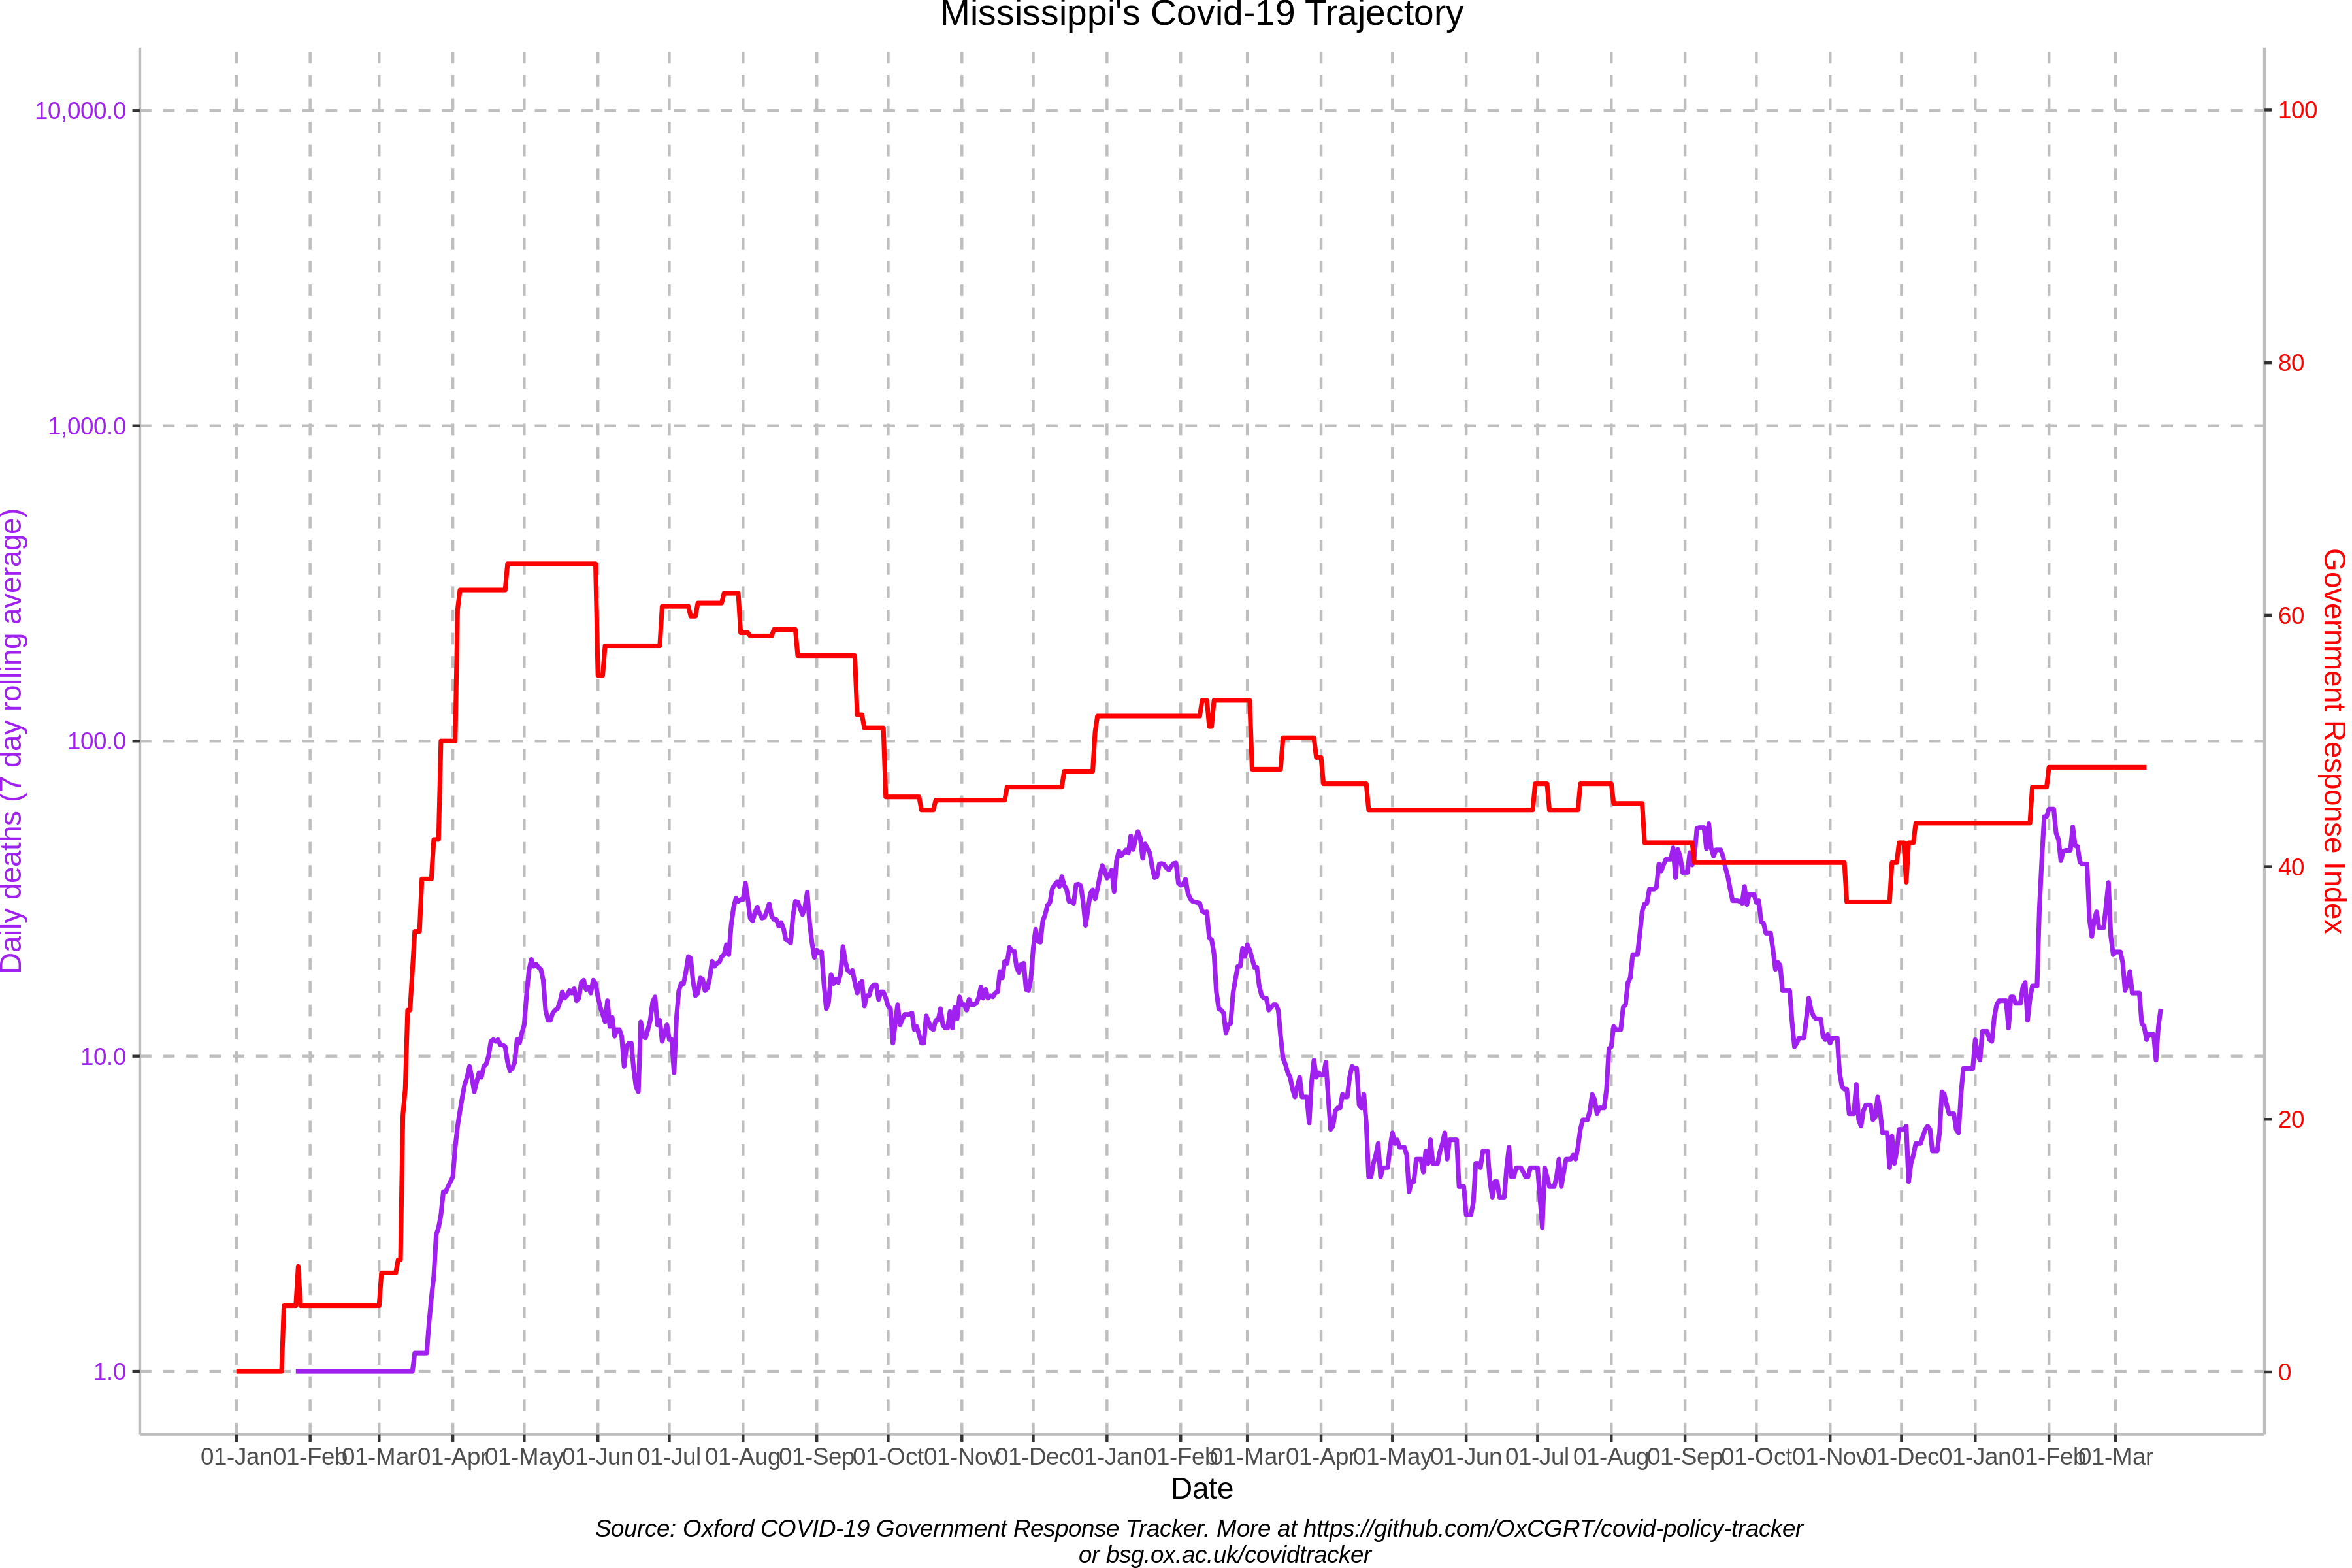 Mississippi's Covid-19 Trajectory
10,000.0
1,000.0
100.0
10.0
1.0
Daily deaths (7 day rolling average)
100
80
60
40
20
0
Government Response Index
01-Jan 01-Feb 01-Mar 01-Apr 01-May 01-Jun 01-Jul 01-Aug 01-Sep 01-Oct 01-Nov 01-Dec 01-Jan 01-Feb 01-Mar 01-Apr 01-May 01-Jun 01-Jul 01-Aug 01-Sep 01-Oct 01-Nov 01-Dec 01-Jan 01-Feb 01-Mar
Date
Source: Oxford COVID-19 Government Response Tracker. More at https://github.com/OxCGRT/covid-policy-tracker
or bsg.ox.ac.uk/covidtracker